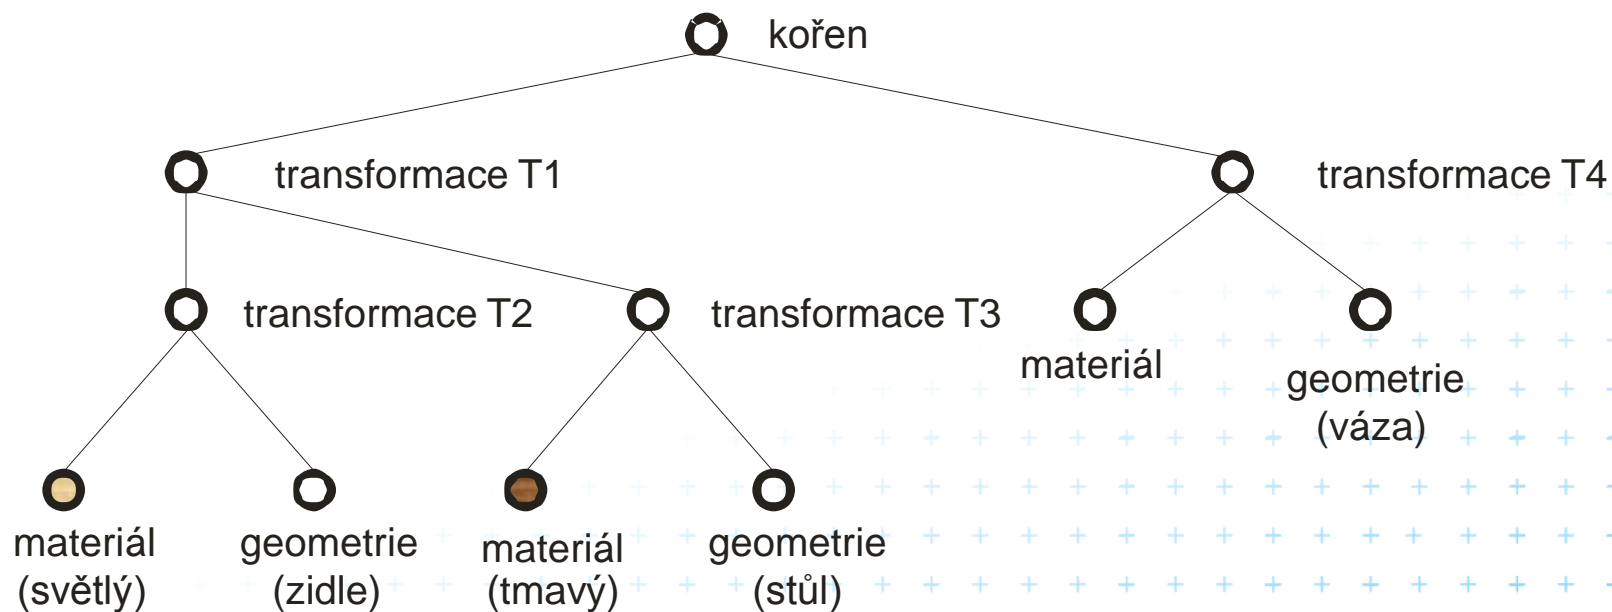 kořen
transformace T1
transformace T4
transformace T2
transformace T3
materiál
geometrie
(váza)
materiál
(světlý)
geometrie
(zidle)
materiál
(tmavý)
geometrie
(stůl)